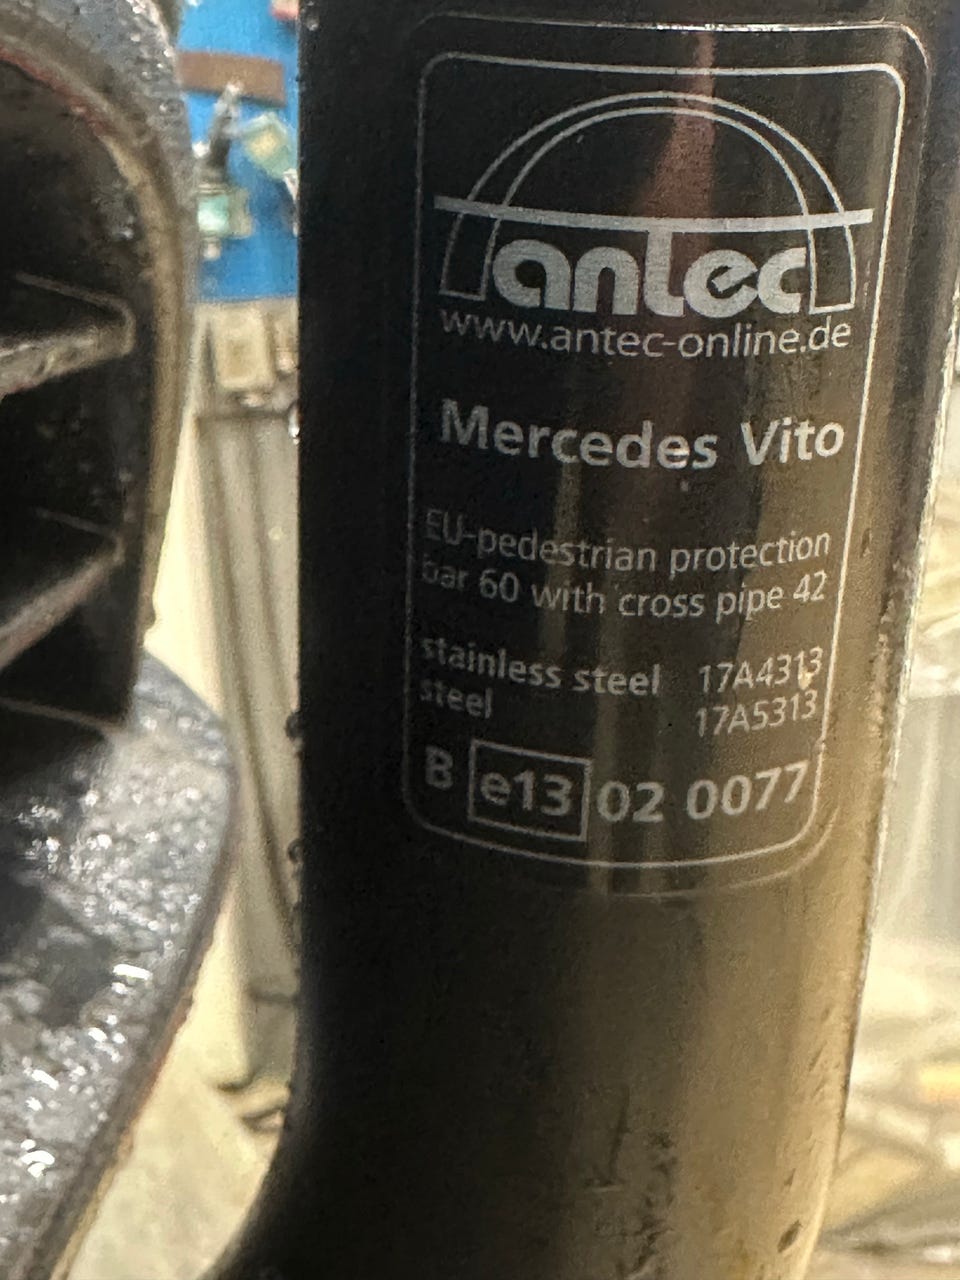 antec
www.antec-online.de
Mercedes Vito
EU-pedestrian protection
bar 60 with cross pipe 42
stainless steel 17A4313
steel 17A5313
B e13 02 0077